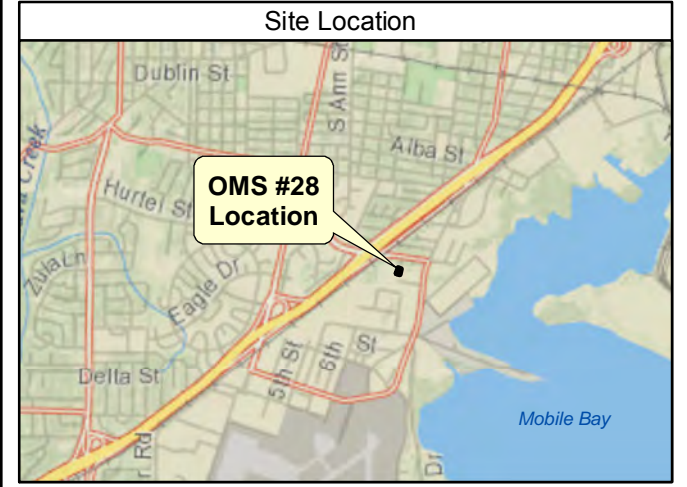 Site Location
Dublin St
S Ann St
Alba St
Creek
Hurtel St
OMS #28
Location
Zula Ln
Eagle Dr
5th St
6th St
Delta St
Mobile Bay
r Rd
Dr